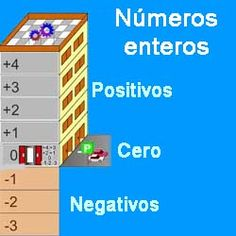 Números
enteros
+4
+3
Positivos
+2
+1
0
P
Cero
-1
-2
Negativos
-3